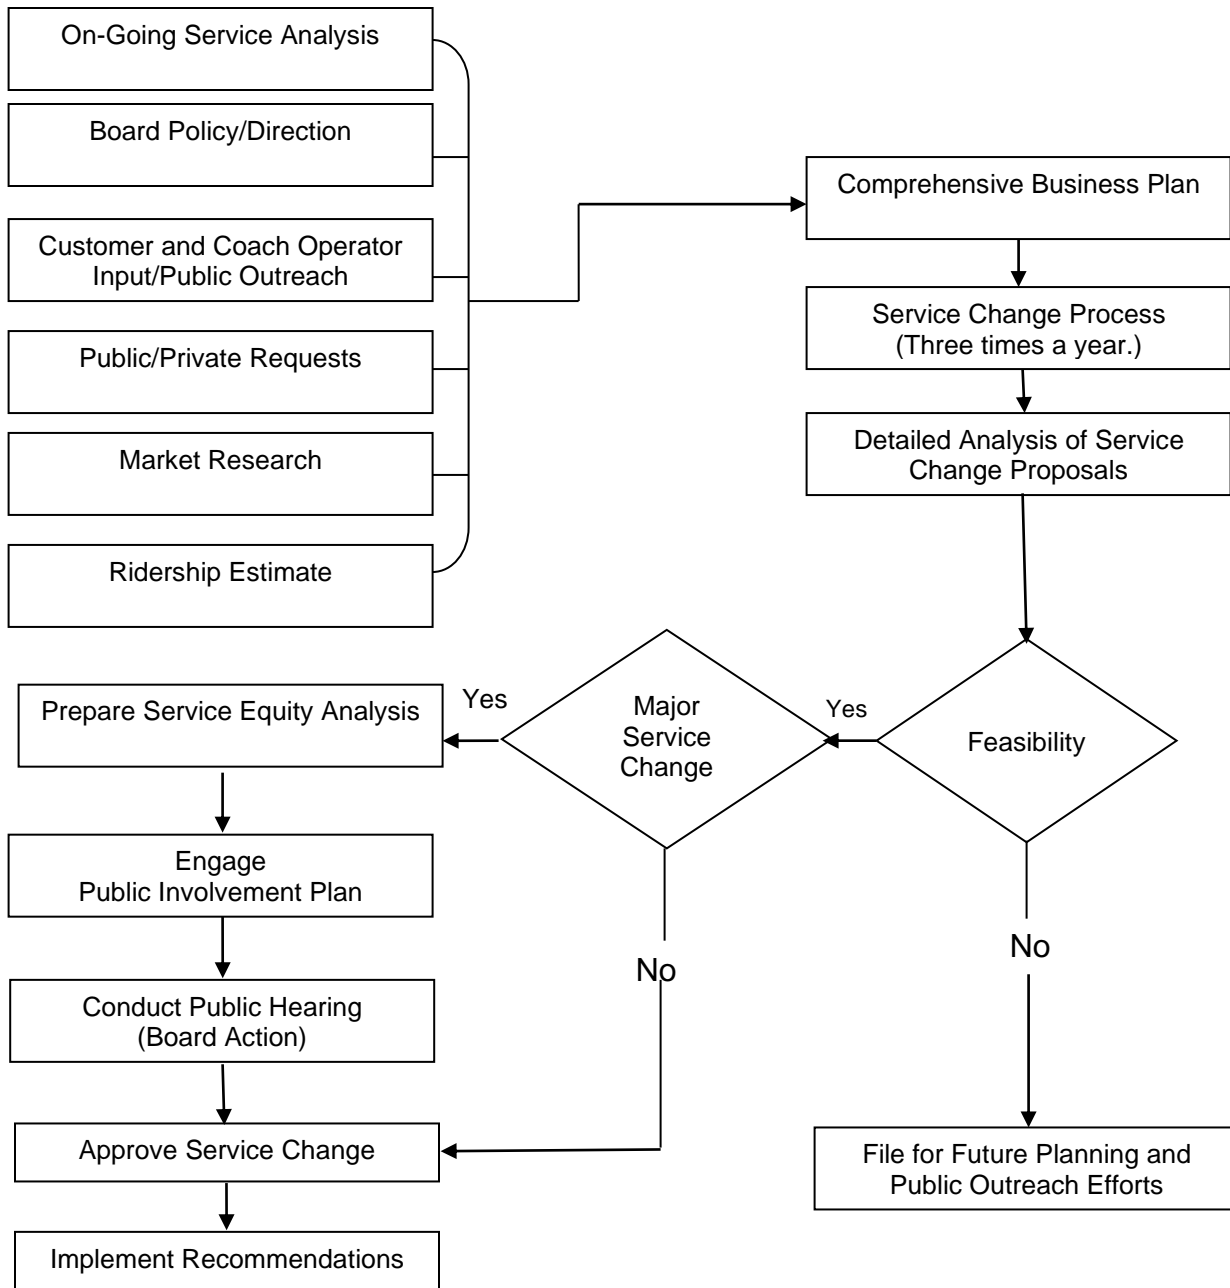 On-Going Service Analysis
Board Policy/Direction
Customer and Coach Operator
Input/Public Outreach
Public/Private Requests
Market Research
Ridership Estimate
Comprehensive Business Plan
Service Change Process
(Three times a year.)
Detailed Analysis of Service
Change Proposals
Feasibility
Yes
No
Major
Service
Change
Yes
No
Prepare Service Equity Analysis
Engage
Public Involvement Plan
Conduct Public Hearing
(Board Action)
Approve Service Change
Implement Recommendations
File for Future Planning and
Public Outreach Efforts